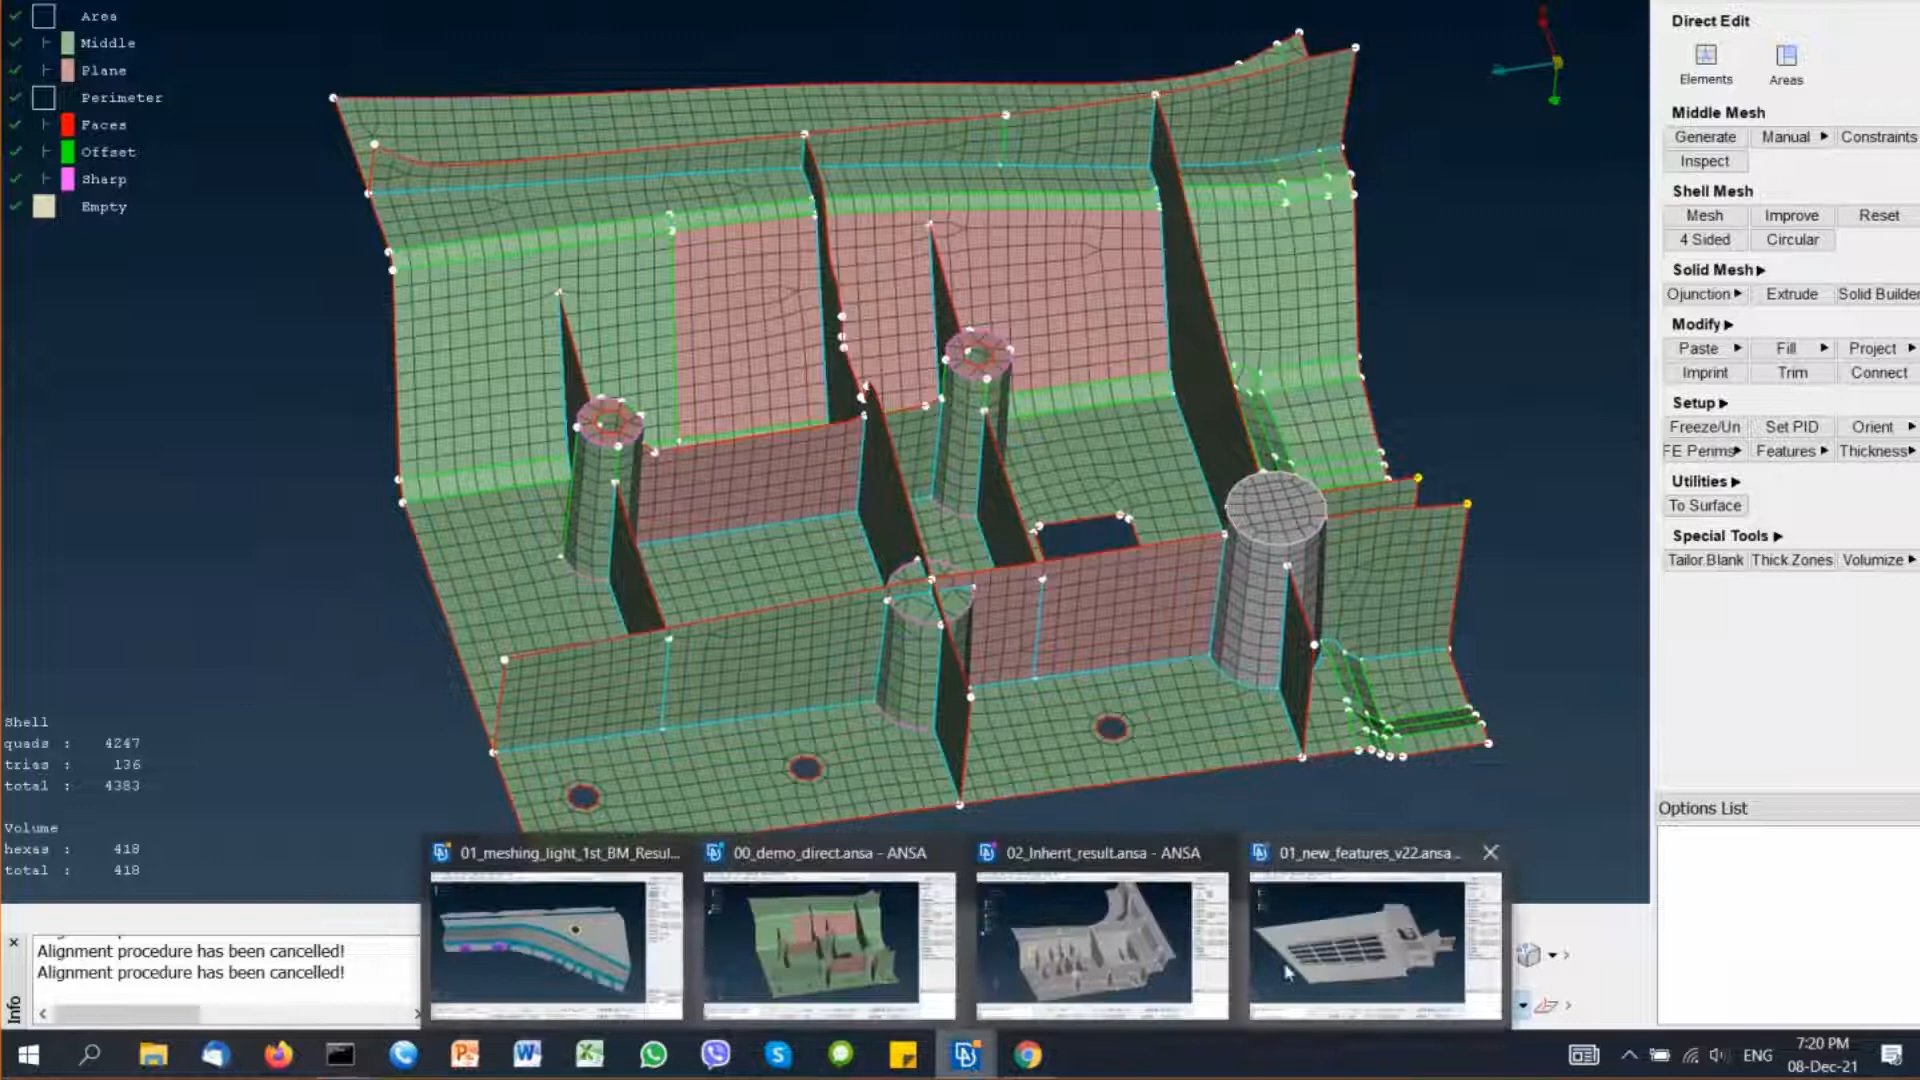 Area
Middle
Plane
Perimeter
Faces
Offset
Sharp
Empty
Shell
quads : 4247
trias : 136
total : 4383
Volume
hexas : 418
total : 418
Direct Edit
Elements Areas
Middle Mesh
Generate Manual Constraints
Inspect
Shell Mesh
Mesh Improve Reset
4 Sided Circular
Solid Mesh
Ojunction Extrude Solid Builder
Modify
Paste Fill Project
Imprint Trim Connect
Setup
Freeze/Un Set PID Orient
FE Perims Features Thickness
Utilities
To Surface
Special Tools
Tailor Blank Thick Zones Volumize
Options List
Info
Alignment procedure has been cancelled!
Alignment procedure has been cancelled!
01_meshing_light_1st_BM_Resul...
00_demo_direct.ansa - ANSA
02_Inherit_result.ansa - ANSA
01_new_features_v22.ansa...
ENG
7:20 PM
08-Dec-21